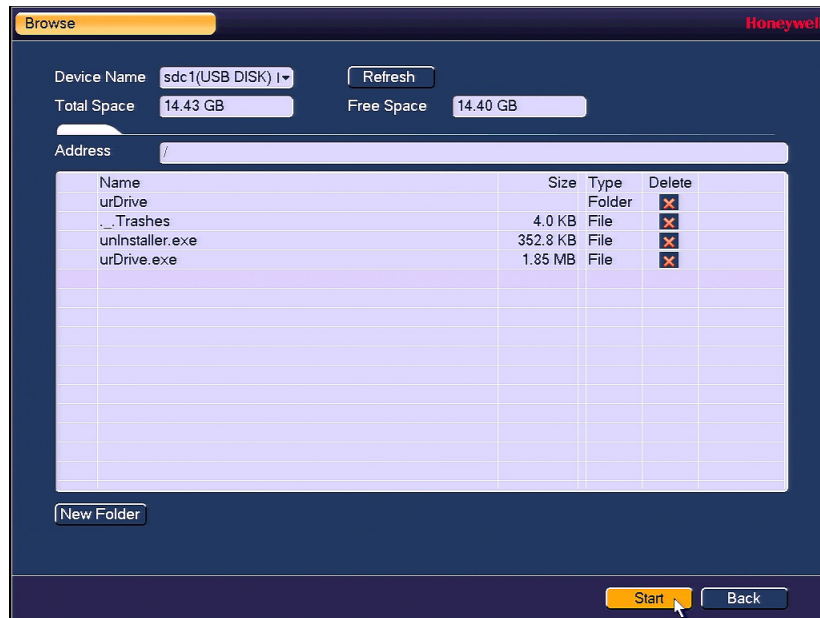 Browse
Honeywell
Device Name sdc1(USB DISK) Refresh
Total Space 14.43 GB Free Space 14.40 GB
Address /
Name Size Type Delete
urDrive Folder
._.Trashes 4.0 KB File
unInstaller.exe 352.8 KB File
urDrive.exe 1.85 MB File
New Folder
Start Back